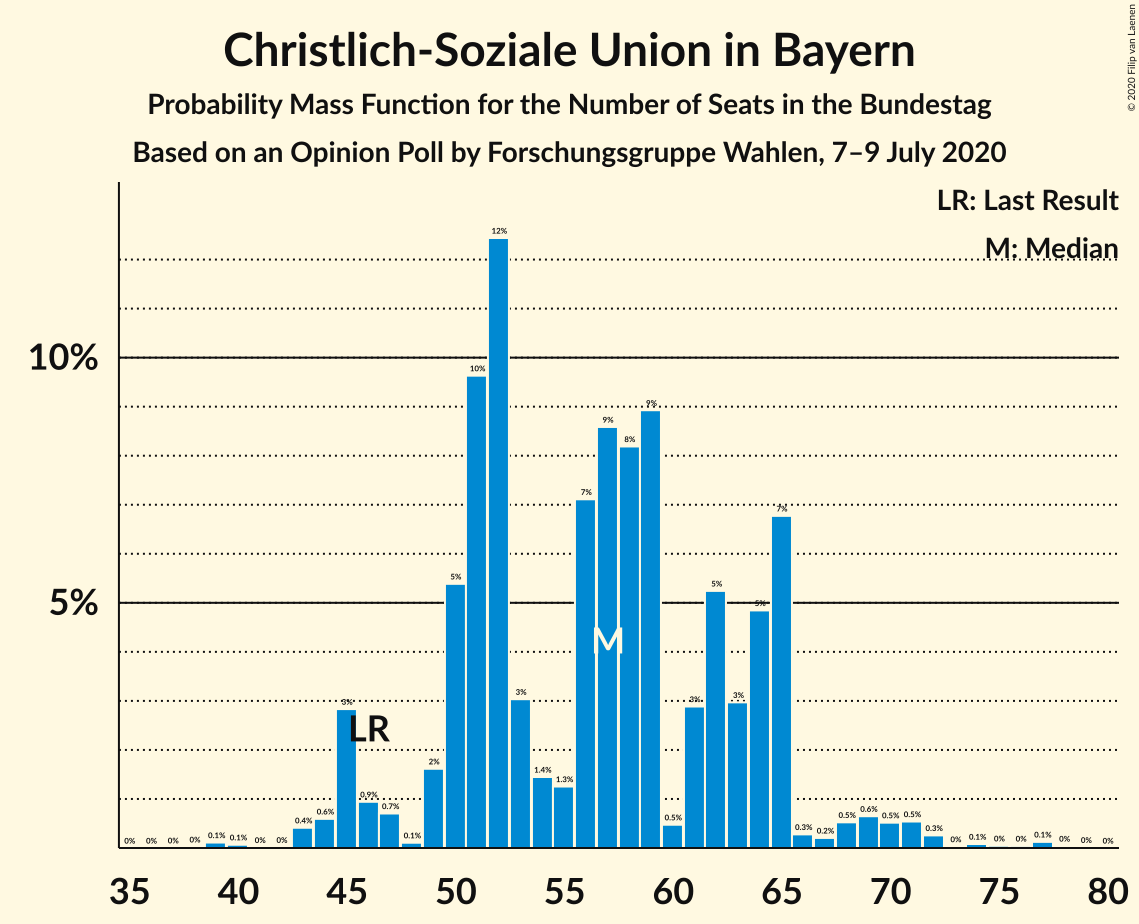 Christlich-Soziale Union in Bayern
Probability Mass Function for the Number of Seats in the Bundestag
Based on an Opinion Poll by Forschungsgruppe Wahlen, 7–9 July 2020
© 2020 Filip van Laenen
LR: Last Result
M: Median
10%
5%
0% 0% 0% 0% 0.1% 0.1% 0% 0% 0.4% 0.6% 3% 0.9% 0.7% 0.1% 2% 5% 10% 12% 3% 1.4% 1.3% 7% 9% 8% 9% 0.5% 3% 5% 3% 5% 7% 0.3% 0.2% 0.5% 0.6% 0.5% 0.5% 0.3% 0% 0.1% 0% 0% 0.1% 0% 0% 0%
LR
M
35 40 45 50 55 60 65 70 75 80